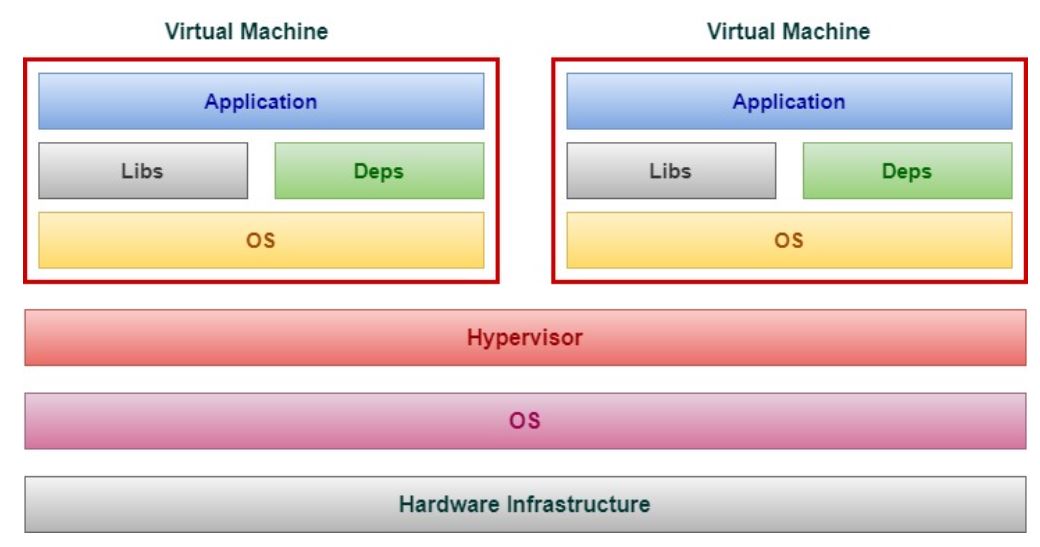 Virtual Machine
Virtual Machine
Application
Application
Libs
Deps
Libs
Deps
OS
OS
Hypervisor
OS
Hardware Infrastructure